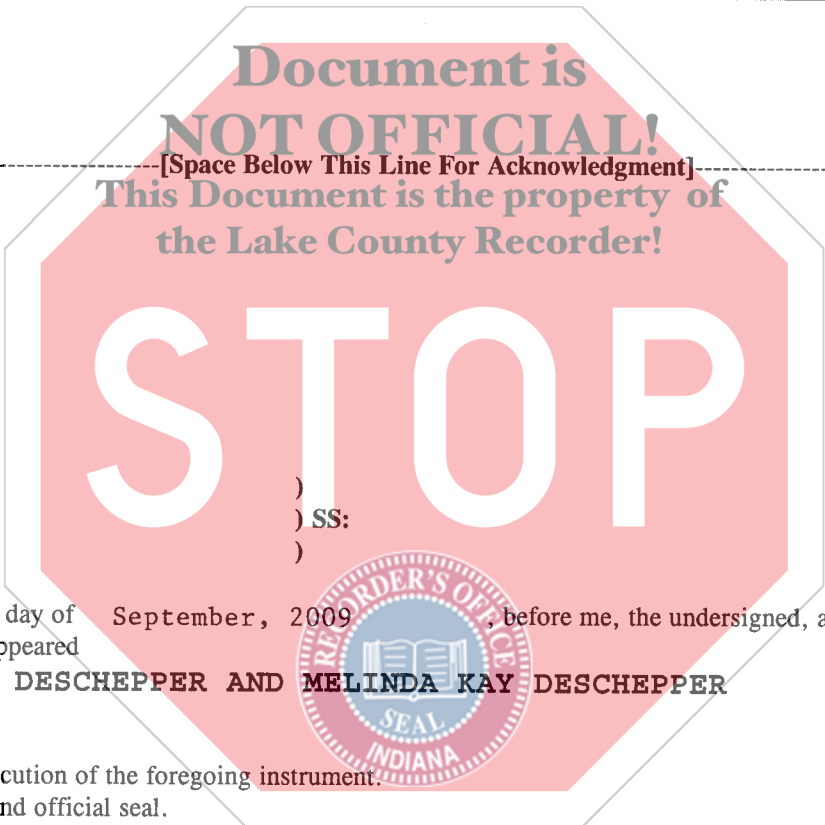 Document is
NOT OFFICIAL!
[Space Below This Line For Acknowledgment]
This Document is the property of
the Lake County Recorder!
STOP
)
) SS:
)
RECORDER'S OFFICE
SEAL
INDIANA
day of September, 2009 , before me, the undersigned, a
ppeared
DESCHEPPER AND MELINDA KAY DESCHEPPER
cution of the foregoing instrument.
nd official seal.